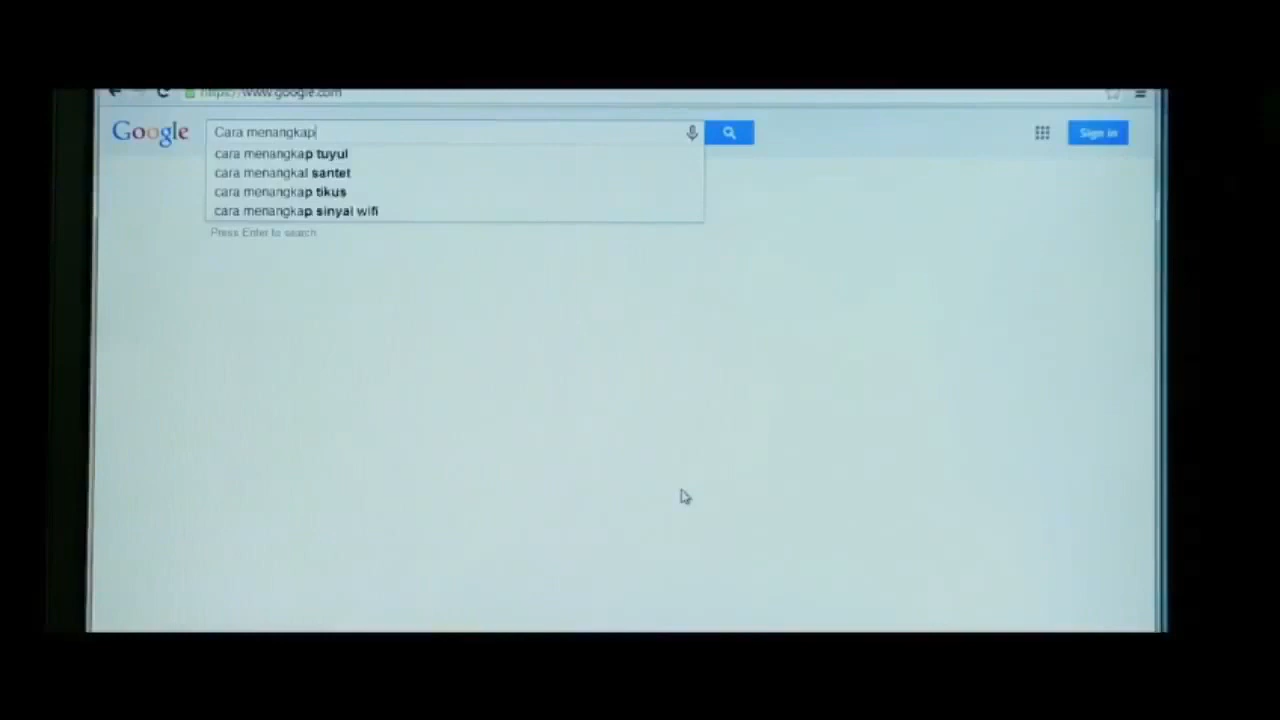 https://www.google.com
Google
Cara menangkap
Sign in
cara menangkap tuyul
cara menangkal santet
cara menangkap tikus
cara menangkap sinyal wifi
Press Enter to search